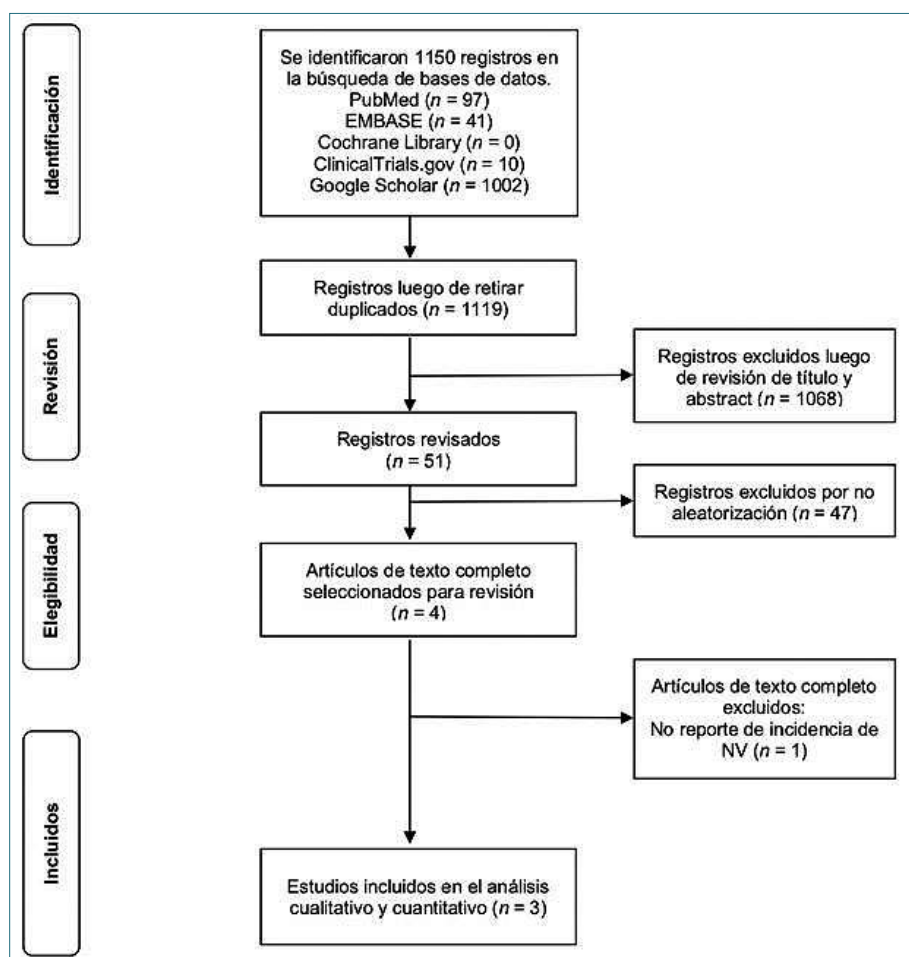 Identificación
Se identificaron 1150 registros en
la búsqueda de bases de datos.
PubMed (n = 97)
EMBASE (n = 41)
Cochrane Library (n = 0)
ClinicalTrials.gov (n = 10)
Google Scholar (n = 1002)
Revisión
Registros luego de retirar
duplicados (n = 1119)
Registros excluidos luego
de revisión de título y
abstract (n = 1068)
Registros revisados
(n = 51)
Elegibilidad
Registros excluidos por no
aleatorización (n = 47)
Artículos de texto completo
seleccionados para revisión
(n = 4)
Artículos de texto completo
excluidos:
No reporte de incidencia de
NV (n = 1)
Incluidos
Estudios incluidos en el análisis
cualitativo y cuantitativo (n = 3)